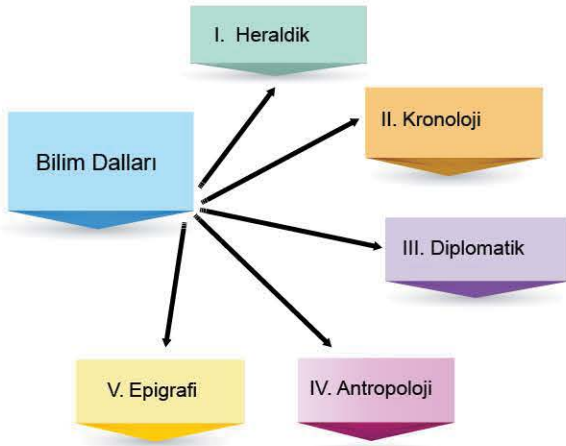 I. Heraldik
II. Kronoloji
Bilim Dalları
III. Diplomatik
V. Epigrafi
IV. Antropoloji